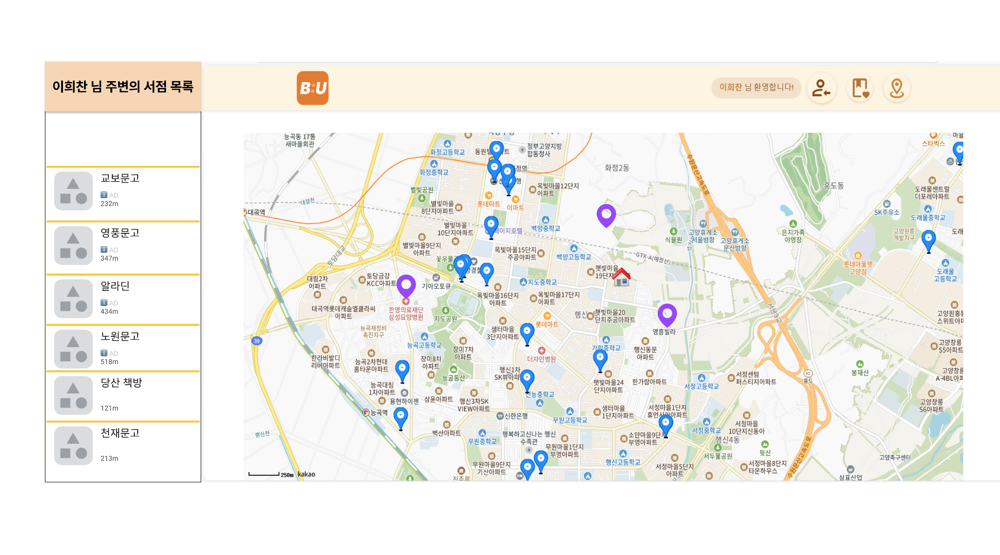 이희찬 님 주변의 서점 목록
교보문고
AD
232m
영풍문고
AD
347m
알라딘
AD
434m
노원문고
AD
518m
당산 책방
121m
천재문고
213m
B:U
이희찬 님 환영합니다!
능곡동 17통
새마을회관
화정고등학교
화정중학교
정부고양지방
합동청사
화정2동
스타벅스
수원문산고속도로
흥도동
도래울센트럴
더포레아파트
별빛공원
옥빛마을12단지
아파트
대장천
별빛마을
8단지아파트
롯데마트
이마트
SK주유소
도래울중학교
대곡역
별빛마을
10단지아파트
백양중학교
식물원
고양휴게소
서울방향
고양휴게소
문산방향
은지가족
야영장
고양원흥
개발지구
별빛마을9단지
아파트
옥빛마을15단지
주공아파트
백양고등학교
GTX-A(예정선)
토당대교
롯데아울렛
고양점
도래울
고등학교
대림2차
아파트
토당금강
KCC아파트
기아오토큐
지도중학교
햇빛마을
옥빛마을16단지
아파트
옥빛마을17단지
아파트
대곡역롯데캐슬엘클라씨
아파트
한영의료재단
삼성요양병원
지도공원
햇빛마을20
단지주공아파트
서문9교
롯데마트
샘터마을
3단지아파트
영흥빌라
능곡재정비
촉진지구
39
능곡고등학교
장미7차
아파트
가람중학교
행신동문
아파트
고양창릉
S5아파트
한라비발디
리버아파트
능곡2차현대
홈타운아파트
장미8차
아파트
더자인병원
능굴동산
행신1차
햇빛마을24
단지아파트
한가람아파트
서정고등학교
서정센텀
퍼스티지아파트
IC
흥도
봉재산
고양창릉
능곡대림
1차아파트
용현하이젠
삼윤아파트
행신3차SK
VIEW아파트
고양창릉
S6아파트
능곡역
신한은행
무원고등학교
샘터마을
1단지아파트
서정마을1단지
서정중학교
서정마을
10단지신동아
행신천
벽산아파트
무원중학교
행복하고신나는 행신
수족관
소만마을9단지
부영아파트
행신4동
무원마을1단지
부영아파트
서두물공원
뒷산
행신고등학교
무원마을9단지
기산아파트
서정마을5단지
아파트
서정마을8단지
타운하우스
고양축구센터
삼표산업
수원문산고속도로
250m kakao